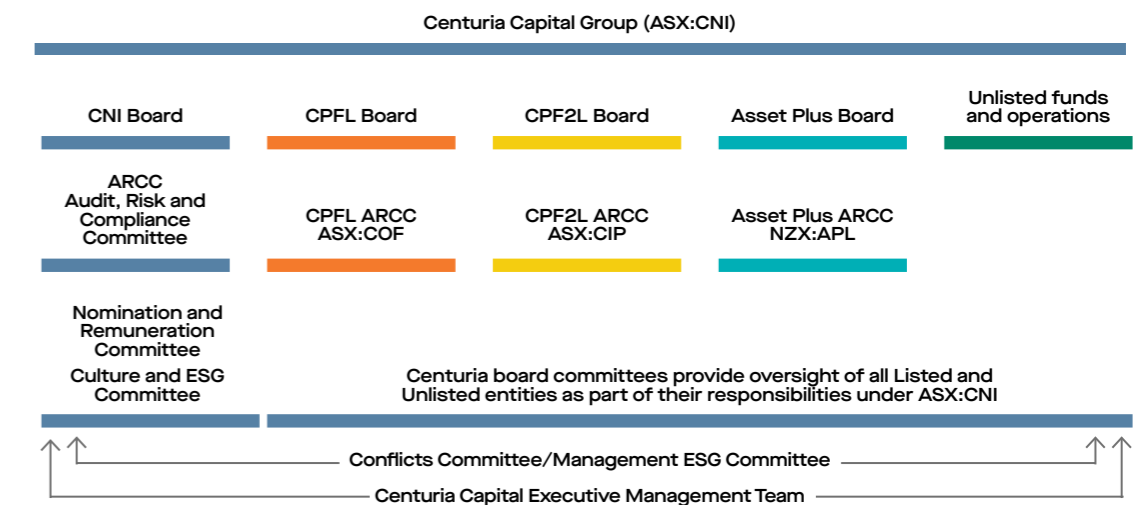 Centuria Capital Group (ASX:CNI)
CNI Board
CPFL Board
CPF2L Board
Asset Plus Board
Unlisted funds
and operations
ARCC
Audit, Risk and
Compliance
Committee
CPFL ARCC
ASX:COF
CPF2L ARCC
ASX:CIP
Asset Plus ARCC
NZX:APL
Nomination and
Remuneration
Committee
Culture and ESG
Committee
Centuria board committees provide oversight of all Listed and
Unlisted entities as part of their responsibilities under ASX:CNI
Conflicts Committee/Management ESG Committee
Centuria Capital Executive Management Team